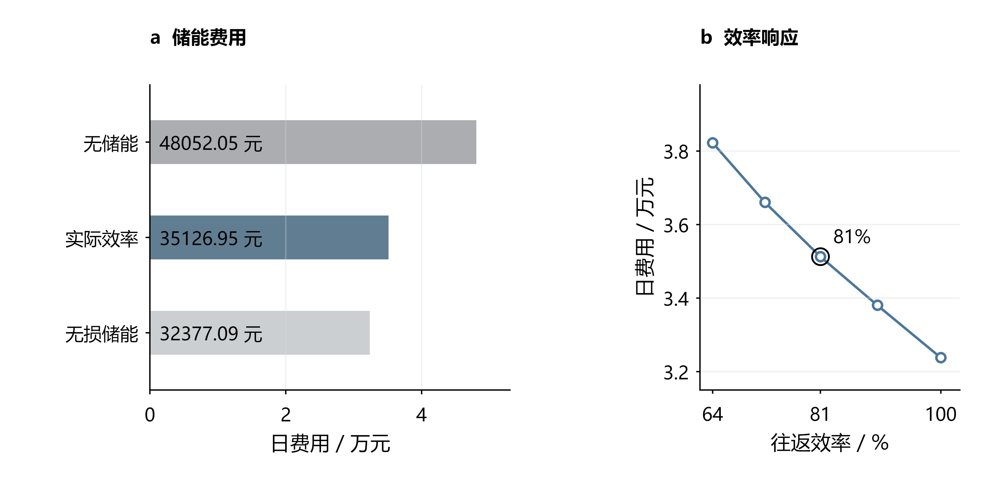 a 储能费用
无储能
48052.05 元
实际效率
35126.95 元
无损储能
32377.09 元
0
2
4
日费用 / 万元
b 效率响应
日费用 / 万元
3.8
3.6
3.4
3.2
81%
64
81
100
往返效率 / %